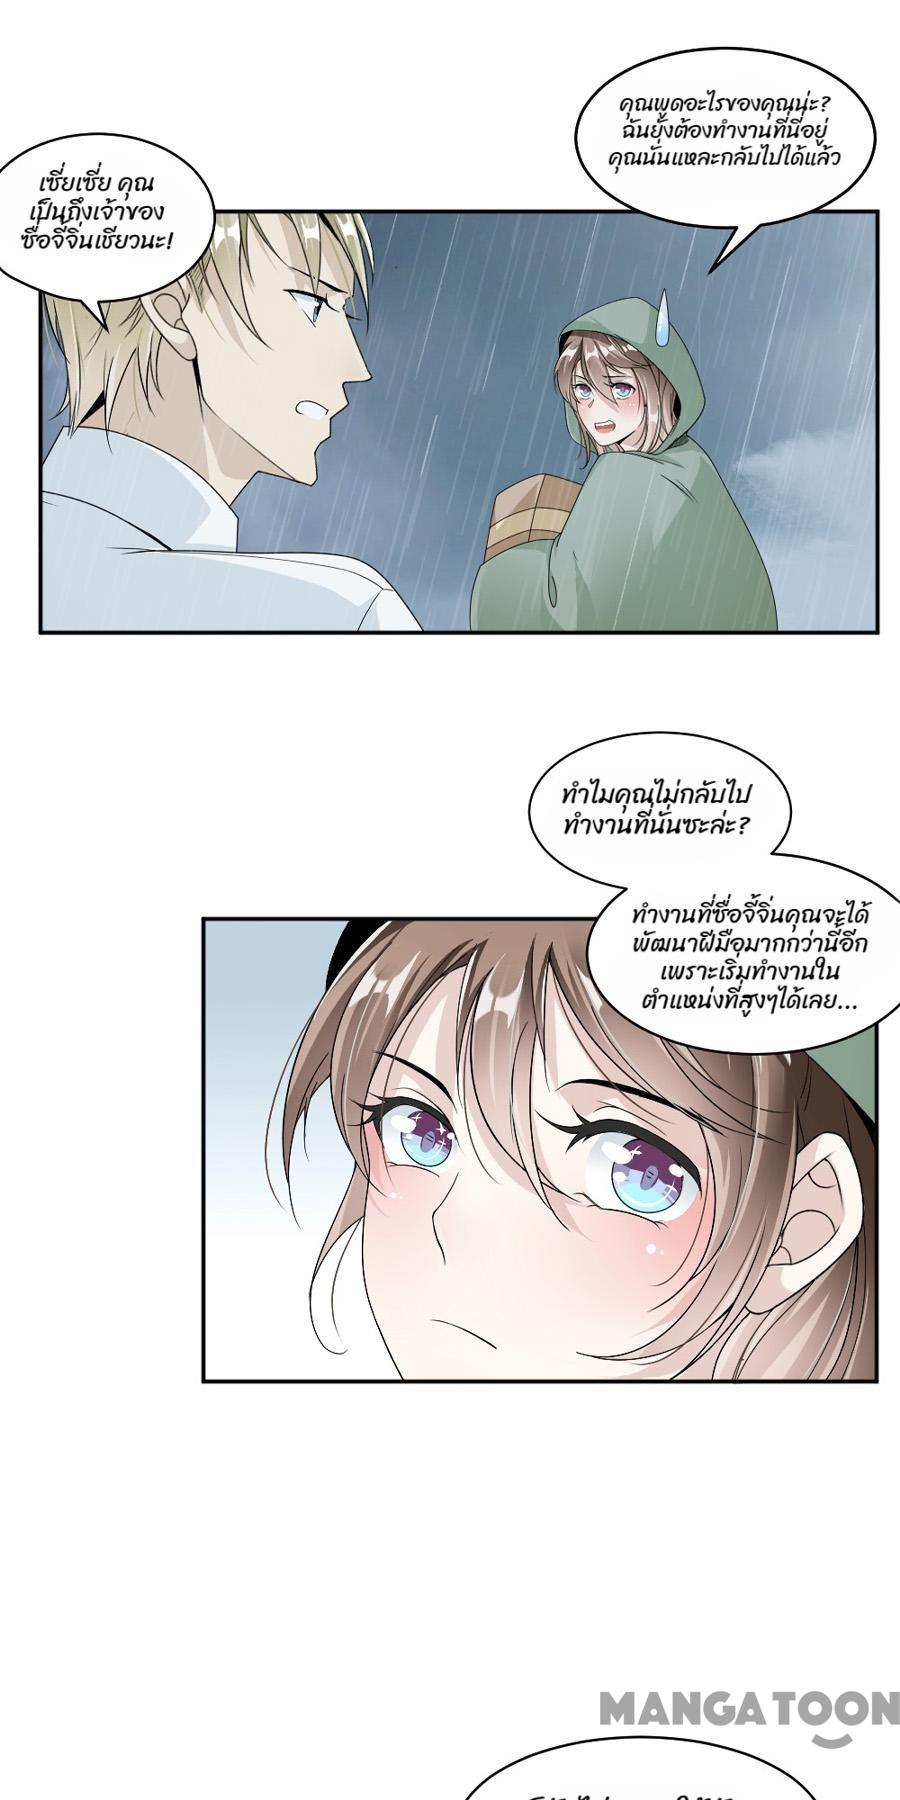 เซี่ยเซี่ย คุณ
เป็นถึงเจ้าของ
ซื่อจี้จิ่นเชียวนะ!
คุณพูดอะไรของคุณน่ะ?
ฉันยังต้องทำงานที่นี่อยู่
คุณนั่นแหละกลับไปได้แล้ว
ทำไมคุณไม่กลับไป
ทำงานที่นั่นซะล่ะ?
ทำงานที่ซื่อจี้จิ่นคุณจะได้
พัฒนาฝีมือมากกว่านี้อีก
เพราะเริ่มทำงานใน
ตำแหน่งที่สูงๆได้เลย...
MANGATOON